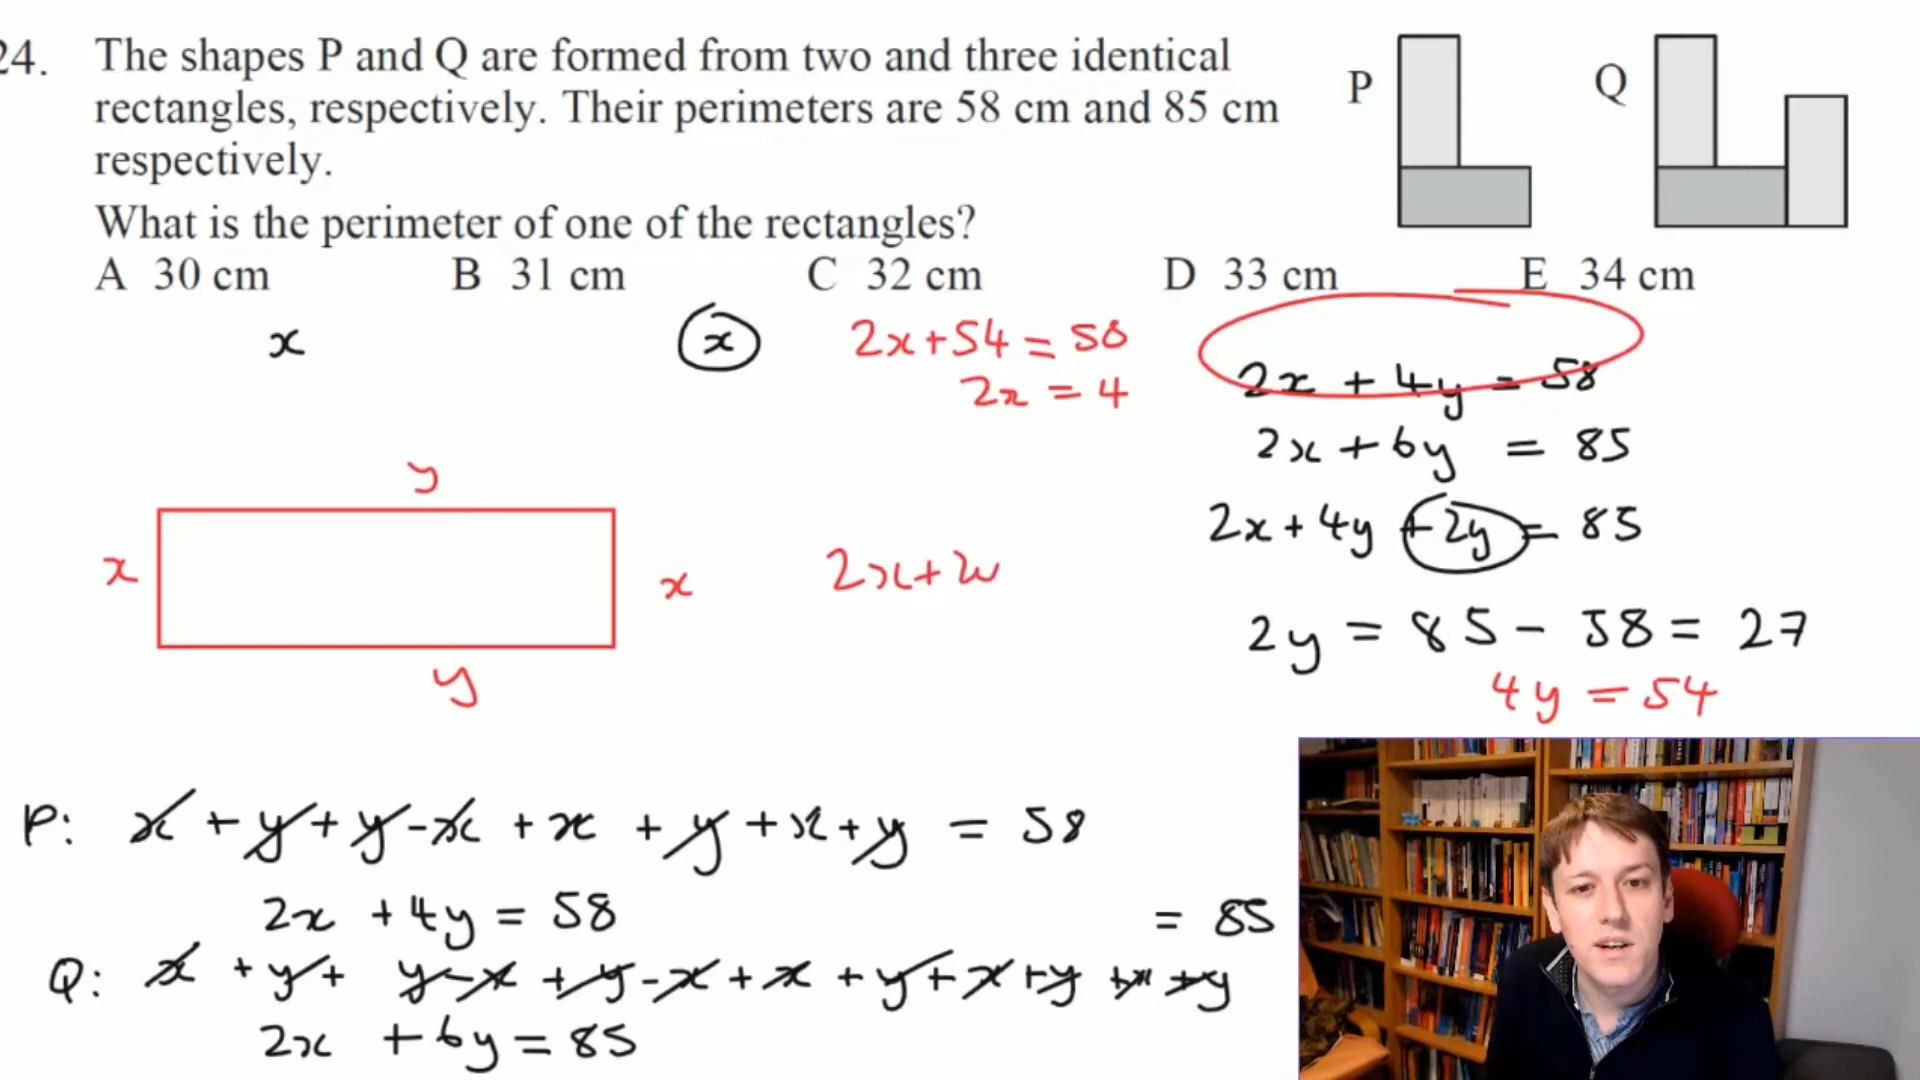 24. The shapes P and Q are formed from two and three identical
rectangles, respectively. Their perimeters are 58 cm and 85 cm
respectively.
What is the perimeter of one of the rectangles?
A 30 cm B 31 cm C 32 cm D 33 cm E 34 cm
P
Q
x
x
2x+54 = 58
2x = 4
2x + 4y = 58
2x + 6y = 85
2x + 4y + 2y = 85
2y = 85 - 58 = 27
4y = 54
y
x
x
y
2x+2
P: x + y + y - x + x + y + x + y = 58
2x + 4y = 58
= 85
Q: x + y + y - x + y - x + x + y + x + y + x + y
2x + 6y = 85